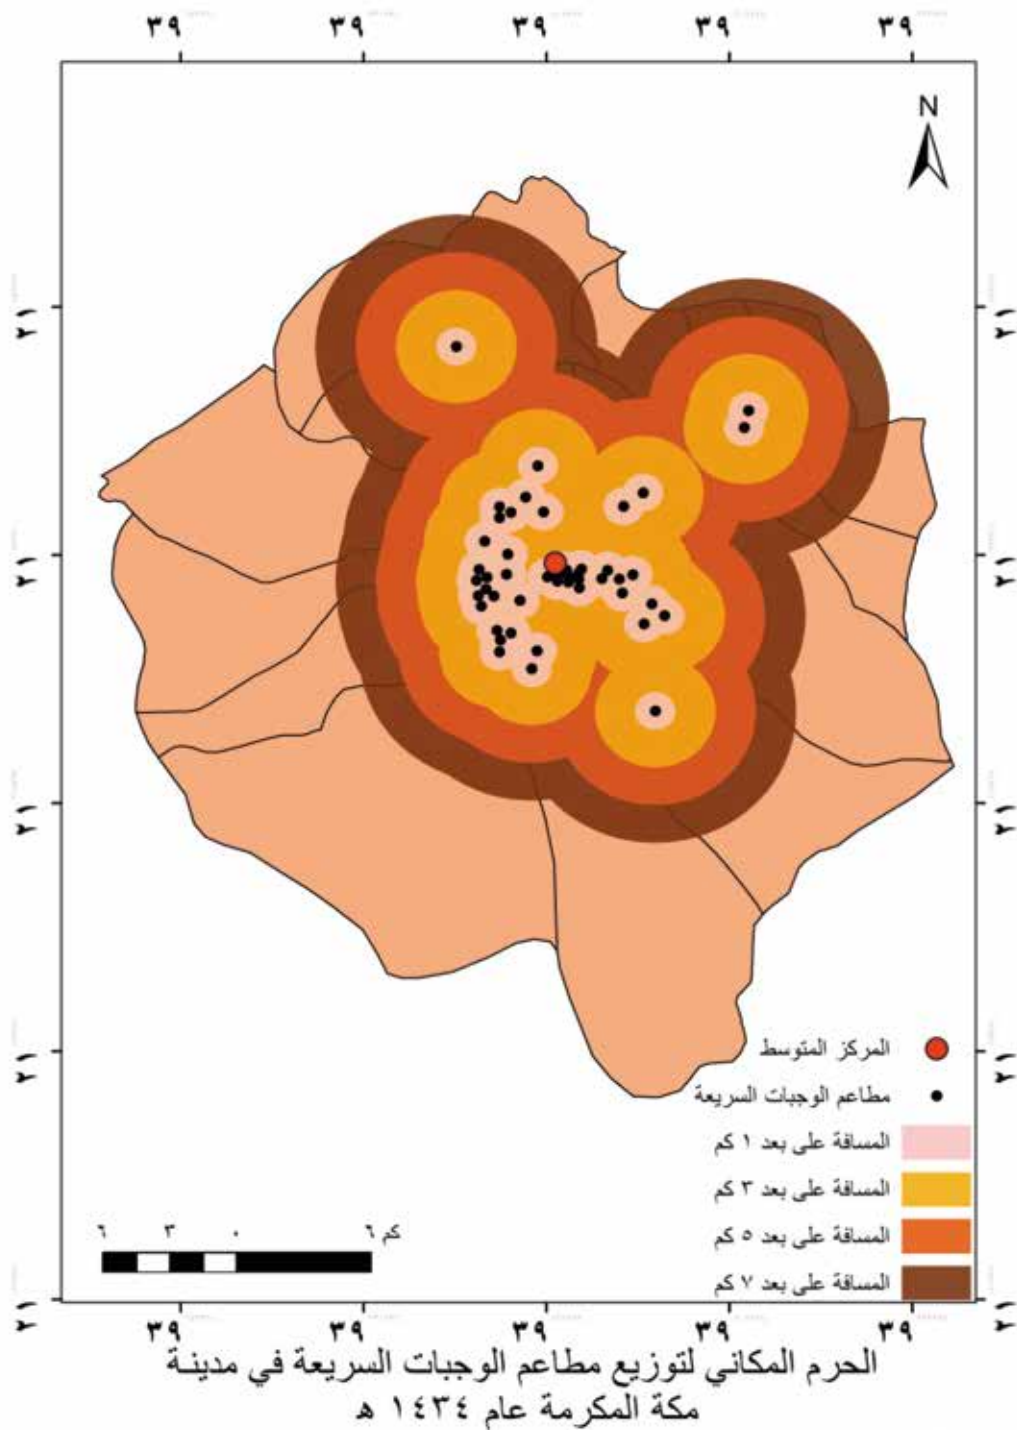 ٣٩ ٣٩ ٣٩ ٣٩ ٣٩
N
٢١ ٢١
٢١ ٢١
٢١ ٢١
٢١ ٢١
٢١ ٢١
المركز المتوسط
مطاعم الوجبات السريعة
المسافة على بعد ١ كم
المسافة على بعد ٣ كم
المسافة على بعد ٥ كم
المسافة على بعد ٧ كم
٦ ٣ ٠ ٦ كم
٣٩ ٣٩ ٣٩ ٣٩ ٣٩
الحرم المكاني لتوزيع مطاعم الوجبات السريعة في مدينة
مكة المكرمة عام ١٤٣٤ هـ